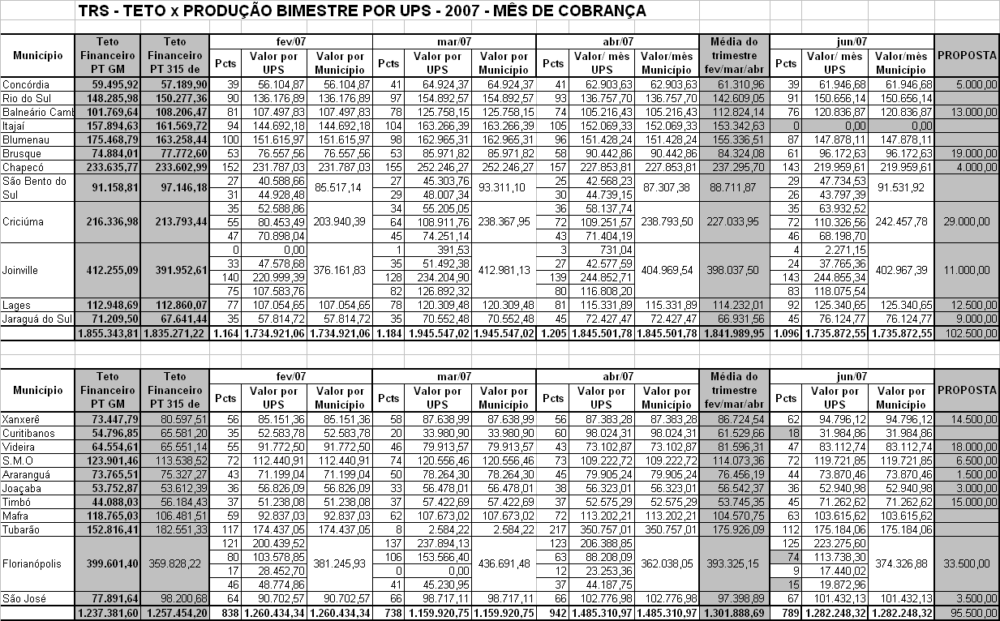 TRS - TETO x PRODUÇÃO BIMESTRE POR UPS - 2007 - MÊS DE COBRANÇA
Município Teto Financeiro PT GM Teto Financeiro PT 315 de fev/07 mar/07 abr/07 Média do trimestre fev/mar/abr jun/07 PROPOSTA
Pcts Valor por UPS Valor por Município Pcts Valor por UPS Valor por Município Pcts Valor/ mês UPS Valor/mês Município Pcts Valor/ mês UPS Valor/mês Município
Concórdia 59.495,92 57.189,90 39 56.104,87 56.104,87 41 64.924,37 64.924,37 41 62.903,63 62.903,63 61.310,96 39 61.946,68 61.946,68 5.000,00
Rio do Sul 148.285,98 150.277,36 90 136.176,89 136.176,89 97 154.892,57 154.892,57 93 136.757,70 136.757,70 142.609,05 91 150.656,14 150.656,14
Balneário Camb 101.769,64 108.206,47 81 107.497,83 107.497,83 78 125.758,15 125.758,15 74 105.216,43 105.216,43 112.824,14 76 120.836,87 120.836,87 13.000,00
Itajaí 157.894,63 161.569,72 94 144.692,18 144.692,18 104 163.266,39 163.266,39 105 152.069,33 152.069,33 153.342,63 0 0,00 0,00
Blumenau 175.468,79 163.258,44 100 151.615,97 151.615,97 98 162.965,31 162.965,31 96 151.428,24 151.428,24 155.336,51 87 147.878,11 147.878,11
Brusque 74.884,01 77.772,60 53 76.557,56 76.557,56 53 85.971,82 85.971,82 58 90.442,86 90.442,86 84.324,08 61 96.172,63 96.172,63 19.000,00
Chapecó 233.635,77 233.602,99 152 231.787,03 231.787,03 155 252.246,27 252.246,27 157 227.853,81 227.853,81 237.295,70 143 219.959,61 219.959,61 4.000,00
São Bento do Sul 91.158,81 97.146,18 27 40.588,66 85.517,14 27 45.303,76 93.311,10 25 42.568,23 87.307,38 88.711,87 29 47.734,53 91.531,92
31 44.928,48 29 48.007,34 30 44.739,15 26 43.797,39
Criciúma 216.336,98 213.793,44 35 52.588,86 203.940,39 34 55.205,05 238.367,95 36 58.137,74 238.793,50 227.033,95 35 63.932,52 242.457,78 29.000,00
55 80.453,49 64 108.911,76 72 109.251,57 72 110.326,56
47 70.898,04 45 74.251,14 43 71.404,19 46 68.198,70
Joinville 412.255,09 391.952,61 0 0,00 376.161,83 1 391,53 412.981,13 3 731,04 404.969,54 398.037,50 4 2.271,15 402.967,39 11.000,00
33 47.578,68 35 51.492,38 27 42.577,59 24 37.765,36
140 220.999,39 128 234.204,90 139 244.852,71 143 244.855,34
75 107.583,76 82 126.892,32 80 116.808,20 83 118.075,54
Lages 112.948,69 112.860,07 77 107.054,65 107.054,65 78 120.309,48 120.309,48 81 115.331,89 115.331,89 114.232,01 92 125.340,65 125.340,65 12.500,00
Jaraguá do Sul 71.209,50 67.641,44 35 57.814,72 57.814,72 35 70.552,48 70.552,48 45 72.427,47 72.427,47 66.931,56 45 76.124,77 76.124,77 9.000,00
1.855.343,81 1.835.271,22 1.164 1.734.921,06 1.734.921,06 1.184 1.945.547,02 1.945.547,02 1.205 1.845.501,78 1.845.501,78 1.841.989,95 1.096 1.735.872,55 1.735.872,55 102.500,00
Município Teto Financeiro PT GM Teto Financeiro PT 315 de fev/07 mar/07 abr/07 Média do trimestre fev/mar/abr jun/07 PROPOSTA
Pcts Valor por UPS Valor por Município Pcts Valor por UPS Valor por Município Pcts Valor por UPS Valor por Município Pcts Valor por UPS Valor por Município
Xanxerê 73.447,79 80.597,51 56 85.151,36 85.151,36 58 87.638,99 87.638,99 56 87.383,28 87.383,28 86.724,54 62 94.796,12 94.796,12 14.500,00
Curitibanos 54.796,85 65.581,20 35 52.583,78 52.583,78 20 33.980,90 33.980,90 60 98.024,31 98.024,31 61.529,66 18 31.984,86 31.984,86
Videira 64.554,61 65.551,14 55 91.772,50 91.772,50 46 79.913,57 79.913,57 43 73.102,87 73.102,87 81.596,31 47 83.112,74 83.112,74 18.000,00
S.M.O 123.901,46 113.538,52 72 112.440,91 112.440,91 74 120.556,46 120.556,46 73 109.222,72 109.222,72 114.073,36 72 119.721,85 119.721,85 6.500,00
Araranguá 73.765,51 75.327,27 43 71.199,04 71.199,04 50 78.264,30 78.264,30 45 79.905,24 79.905,24 76.456,19 44 73.870,46 73.870,46 1.500,00
Joaçaba 53.752,87 53.612,39 36 56.826,09 56.826,09 33 56.478,01 56.478,01 38 56.323,01 56.323,01 56.542,37 36 52.940,98 52.940,98 3.000,00
Timbó 44.088,03 56.184,43 37 51.238,08 51.238,08 37 57.422,69 57.422,69 37 52.575,29 52.575,29 53.745,35 45 71.262,62 71.262,62 15.000,00
Mafra 118.765,03 106.481,51 59 92.837,03 92.837,03 62 107.673,02 107.673,02 72 113.202,21 113.202,21 104.570,75 63 103.615,62 103.615,62
Tubarão 152.816,41 182.551,33 117 174.437,05 174.437,05 8 2.584,22 2.584,22 217 350.757,01 350.757,01 175.926,09 112 175.184,06 175.184,06
Florianópolis 399.601,40 359.828,22 121 200.439,52 381.245,93 137 237.894,13 436.691,48 123 206.388,85 362.038,05 393.325,15 125 223.275,60 374.326,88 33.500,00
80 103.578,85 106 153.566,40 63 88.208,09 74 113.738,30
17 28.452,70 0 0,00 12 23.253,36 9 17.440,02
46 48.774,86 41 45.230,95 37 44.187,75 15 19.872,96
São José 77.891,64 98.200,68 64 90.702,57 90.702,57 66 98.717,11 98.717,11 66 102.776,98 102.776,98 97.398,89 67 101.432,13 101.432,13 3.500,00
1.237.381,60 1.257.454,20 838 1.260.434,34 1.260.434,34 738 1.159.920,75 1.159.920,75 942 1.485.310,97 1.485.310,97 1.301.888,69 789 1.282.248,32 1.282.248,32 95.500,00